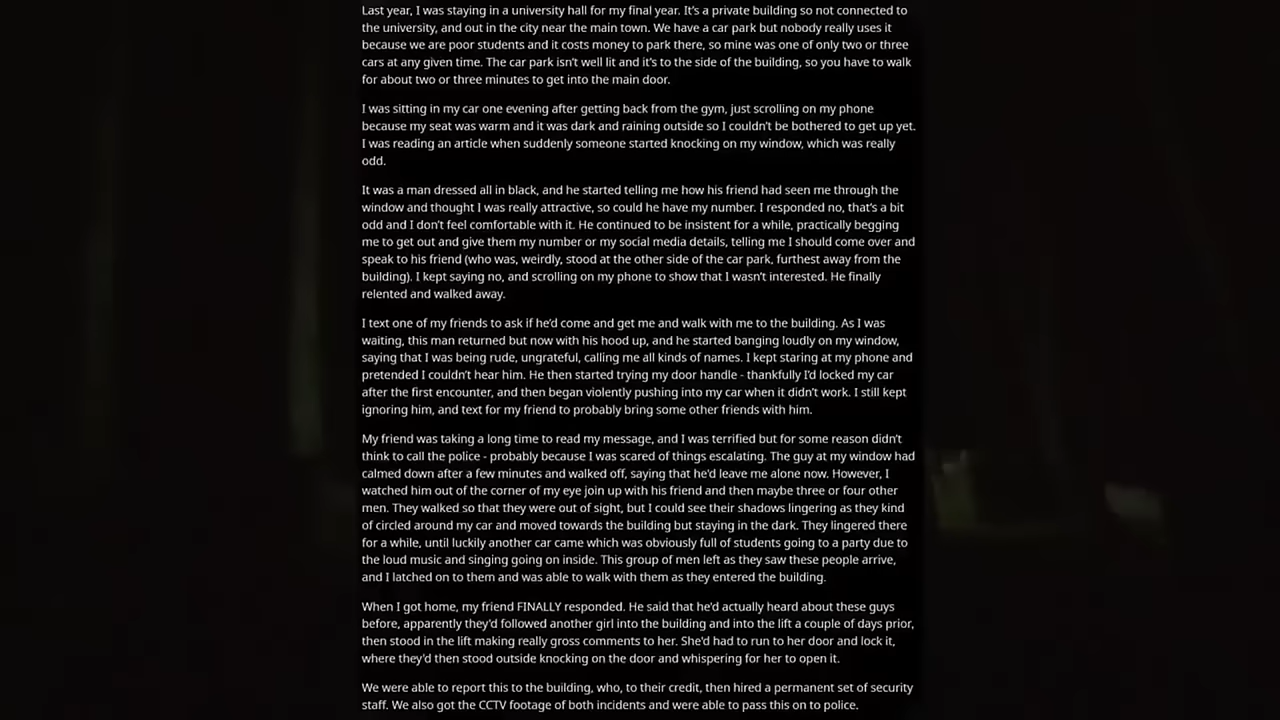 Last year, I was staying in a university hall for my final year. It's a private building so not connected to
the university, and out in the city near the main town. We have a car park but nobody really uses it
because we are poor students and it costs money to park there, so mine was one of only two or three
cars at any given time. The car park isn't well lit and it's to the side of the building, so you have to walk
for about two or three minutes to get into the main door.
I was sitting in my car one evening after getting back from the gym, just scrolling on my phone
because my seat was warm and it was dark and raining outside so I couldn't be bothered to get up yet.
I was reading an article when suddenly someone started knocking on my window, which was really
odd.
It was a man dressed all in black, and he started telling me how his friend had seen me through the
window and thought I was really attractive, so could he have my number. I responded no, that's a bit
odd and I don't feel comfortable with it. He continued to be insistent for a while, practically begging
me to get out and give them my number or my social media details, telling me I should come over and
speak to his friend (who was, weirdly, stood at the other side of the car park, furthest away from the
building). I kept saying no, and scrolling on my phone to show that I wasn't interested. He finally
relented and walked away.
I text one of my friends to ask if he'd come and get me and walk with me to the building. As I was
waiting, this man returned but now with his hood up, and he started banging loudly on my window,
saying that I was being rude, ungrateful, calling me all kinds of names. I kept staring at my phone and
pretended I couldn't hear him. He then started trying my door handle - thankfully I'd locked my car
after the first encounter, and then began violently pushing into my car when it didn't work. I still kept
ignoring him, and text for my friend to probably bring some other friends with him.
My friend was taking a long time to read my message, and I was terrified but for some reason didn't
think to call the police - probably because I was scared of things escalating. The guy at my window had
calmed down after a few minutes and walked off, saying that he'd leave me alone now. However, I
watched him out of the corner of my eye join up with his friend and then maybe three or four other
men. They walked so that they were out of sight, but I could see their shadows lingering as they kind
of circled around my car and moved towards the building but staying in the dark. They lingered there
for a while, until luckily another car came which was obviously full of students going to a party due to
the loud music and singing going on inside. This group of men left as they saw these people arrive,
and I latched on to them and was able to walk with them as they entered the building.
When I got home, my friend FINALLY responded. He said that he'd actually heard about these guys
before, apparently they'd followed another girl into the building and into the lift a couple of days prior,
then stood in the lift making really gross comments to her. She'd had to run to her door and lock it,
where they'd then stood outside knocking on the door and whispering for her to open it.
We were able to report this to the building, who, to their credit, then hired a permanent set of security
staff. We also got the CCTV footage of both incidents and were able to pass this on to police.